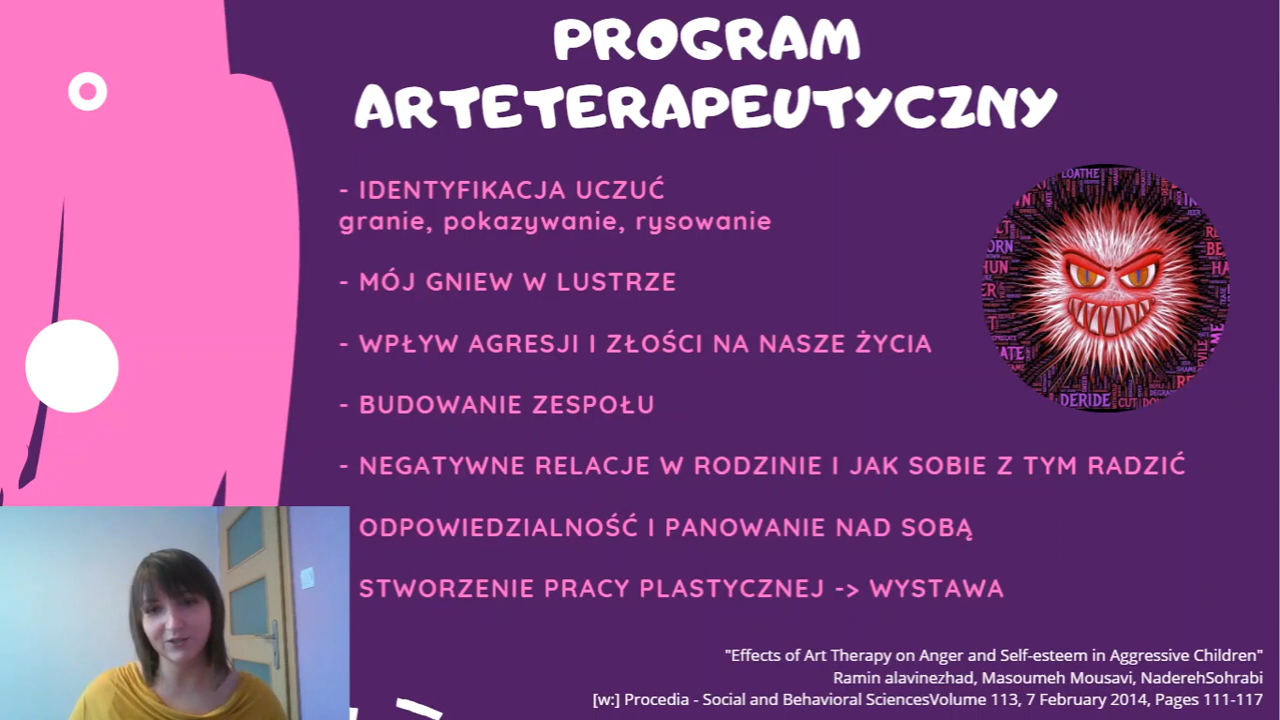 PROGRAM
ARTETERAPEUTYCZNY
- IDENTYFIKACJA UCZUĆ
granie, pokazywanie, rysowanie
- MÓJ GNIEW W LUSTRZE
- WPŁYW AGRESJI I ZŁOŚCI NA NASZE ŻYCIA
- BUDOWANIE ZESPOŁU
- NEGATYWNE RELACJE W RODZINIE I JAK SOBIE Z TYM RADZIĆ
ODPOWIEDZIALNOŚĆ I PANOWANIE NAD SOBĄ
STWORZENIE PRACY PLASTYCZNEJ -> WYSTAWA
LOATHE
DERIDE
CUT
"Effects of Art Therapy on Anger and Self-esteem in Aggressive Children"
Ramin alavinezhad, Masoumeh Mousavi, NaderehSohrabi
[w:] Procedia - Social and Behavioral SciencesVolume 113, 7 February 2014, Pages 111-117